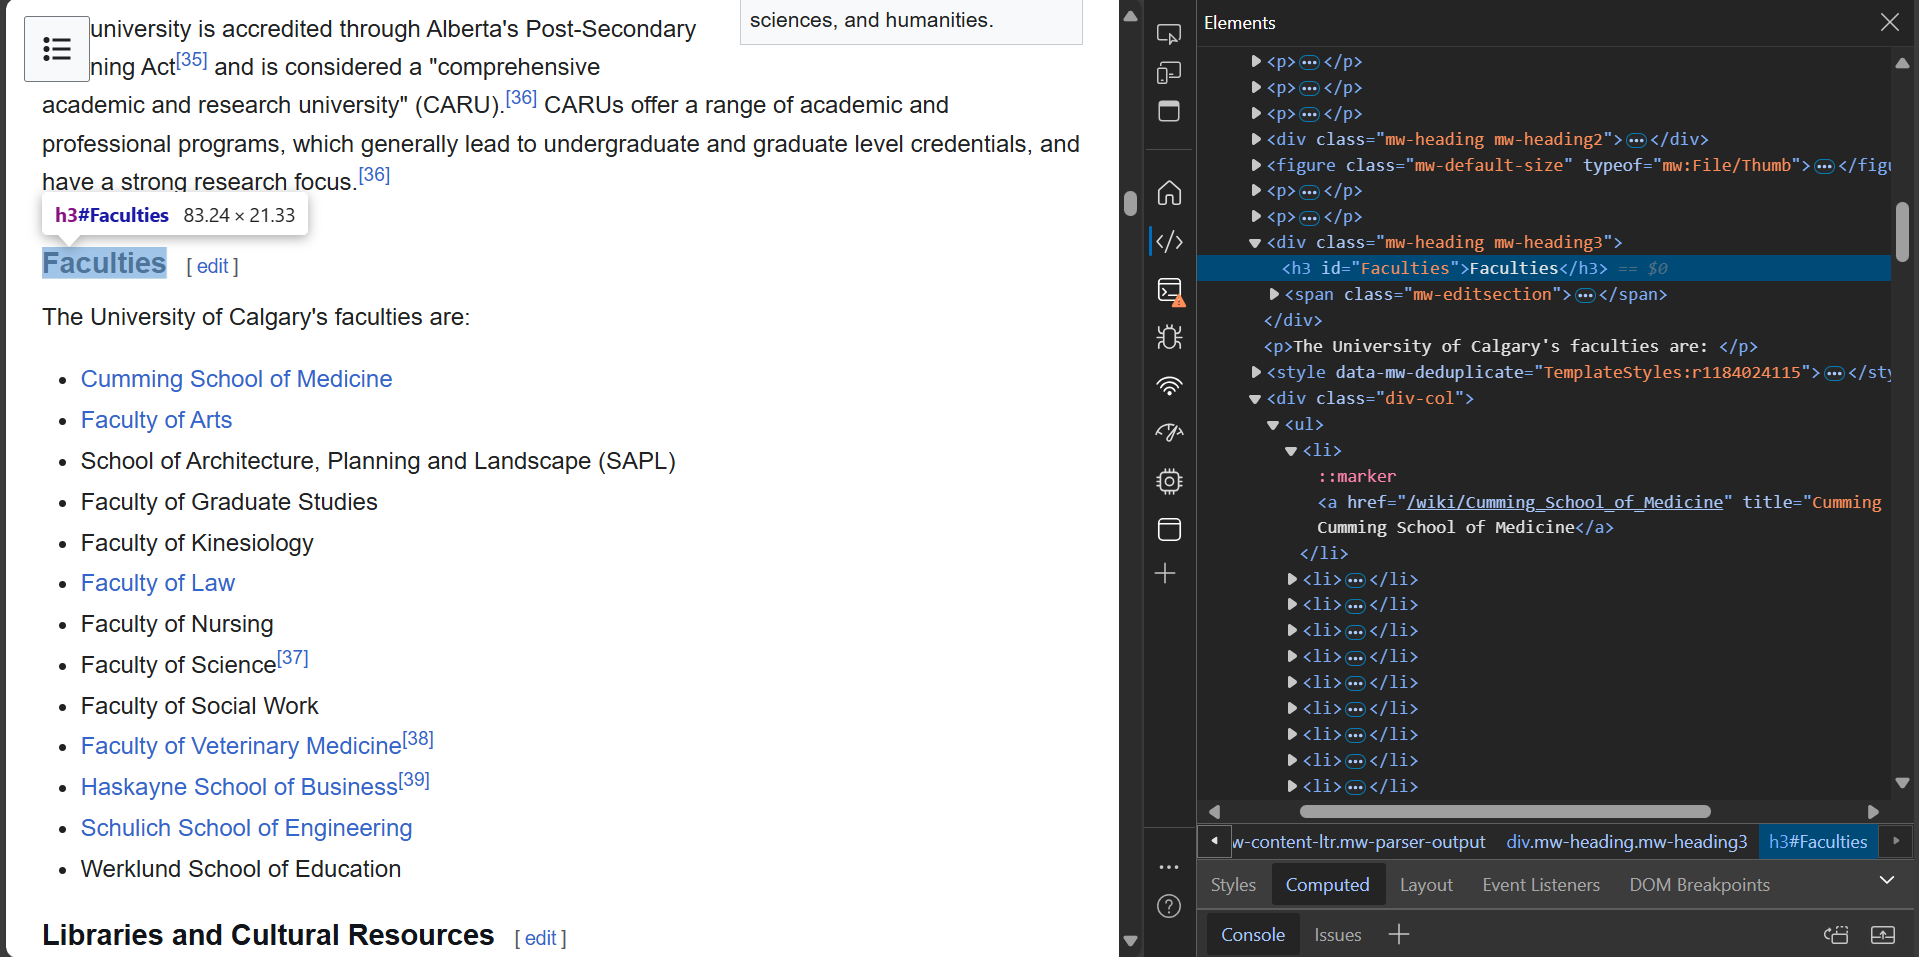 university is accredited through Alberta's Post-Secondary
ning Act[35] and is considered a "comprehensive
academic and research university" (CARU).[36] CARUs offer a range of academic and
professional programs, which generally lead to undergraduate and graduate level credentials, and
have a strong research focus.[36]
sciences, and humanities.
h3#Faculties 83.24 × 21.33
Faculties [ edit ]
The University of Calgary's faculties are:
• Cumming School of Medicine
• Faculty of Arts
• School of Architecture, Planning and Landscape (SAPL)
• Faculty of Graduate Studies
• Faculty of Kinesiology
• Faculty of Law
• Faculty of Nursing
• Faculty of Science[37]
• Faculty of Social Work
• Faculty of Veterinary Medicine[38]
• Haskayne School of Business[39]
• Schulich School of Engineering
• Werklund School of Education
Libraries and Cultural Resources [ edit ]
Elements
<p>…</p>
<p>…</p>
<p>…</p>
<div class="mw-heading mw-heading2">…</div>
<figure class="mw-default-size" typeof="mw:File/Thumb">…</figu
<p>…</p>
<p>…</p>
<div class="mw-heading mw-heading3">
<h3 id="Faculties">Faculties</h3> == $0
<span class="mw-editsection">…</span>
</div>
<p>The University of Calgary's faculties are: </p>
<style data-mw-deduplicate="TemplateStyles:r1184024115">…</sty
<div class="div-col">
<ul>
<li>
::marker
<a href="/wiki/Cumming_School_of_Medicine" title="Cumming
Cumming School of Medicine</a>
</li>
<li>…</li>
<li>…</li>
<li>…</li>
<li>…</li>
<li>…</li>
<li>…</li>
<li>…</li>
<li>…</li>
<li>…</li>
w-content-ltr.mw-parser-output div.mw-heading.mw-heading3 h3#Faculties
Styles Computed Layout Event Listeners DOM Breakpoints
Console Issues